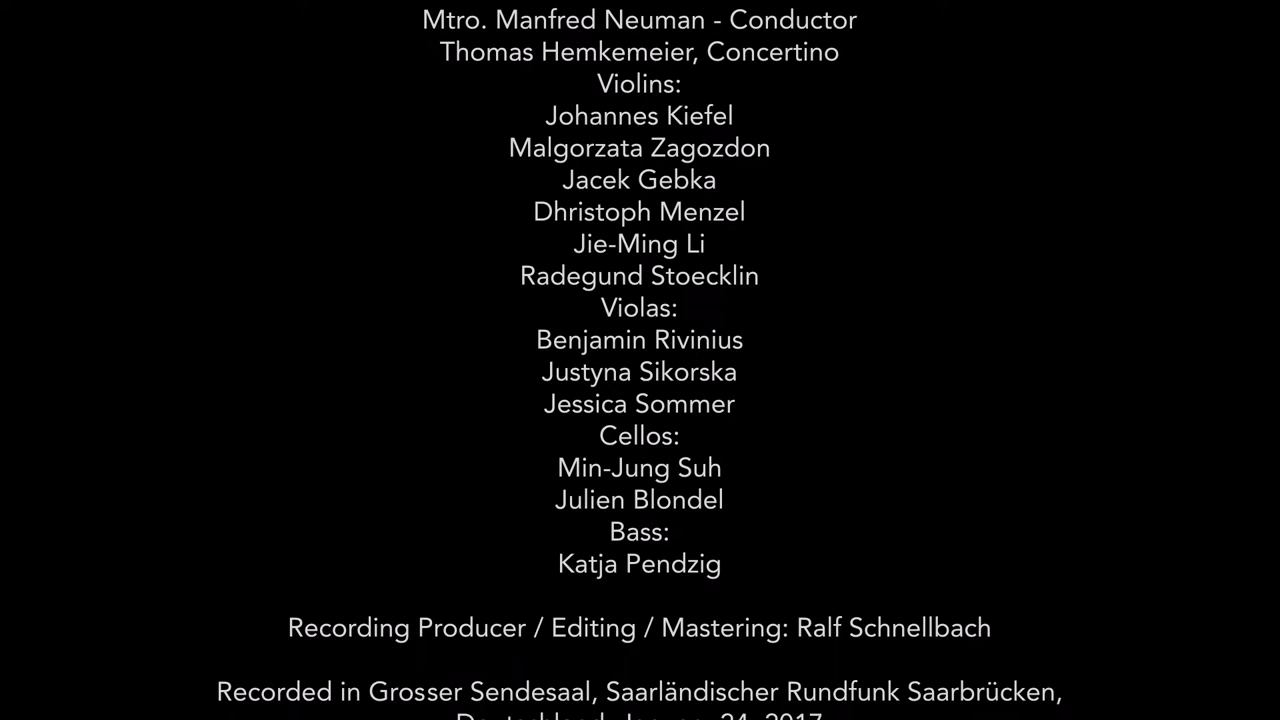 Mtro. Manfred Neuman - Conductor
Thomas Hemkemeier, Concertino
Violins:
Johannes Kiefel
Malgorzata Zagozdon
Jacek Gebka
Dhristoph Menzel
Jie-Ming Li
Radegund Stoecklin
Violas:
Benjamin Rivinius
Justyna Sikorska
Jessica Sommer
Cellos:
Min-Jung Suh
Julien Blondel
Bass:
Katja Pendzig
Recording Producer / Editing / Mastering: Ralf Schnellbach
Recorded in Grosser Sendesaal, Saarländischer Rundfunk Saarbrücken,